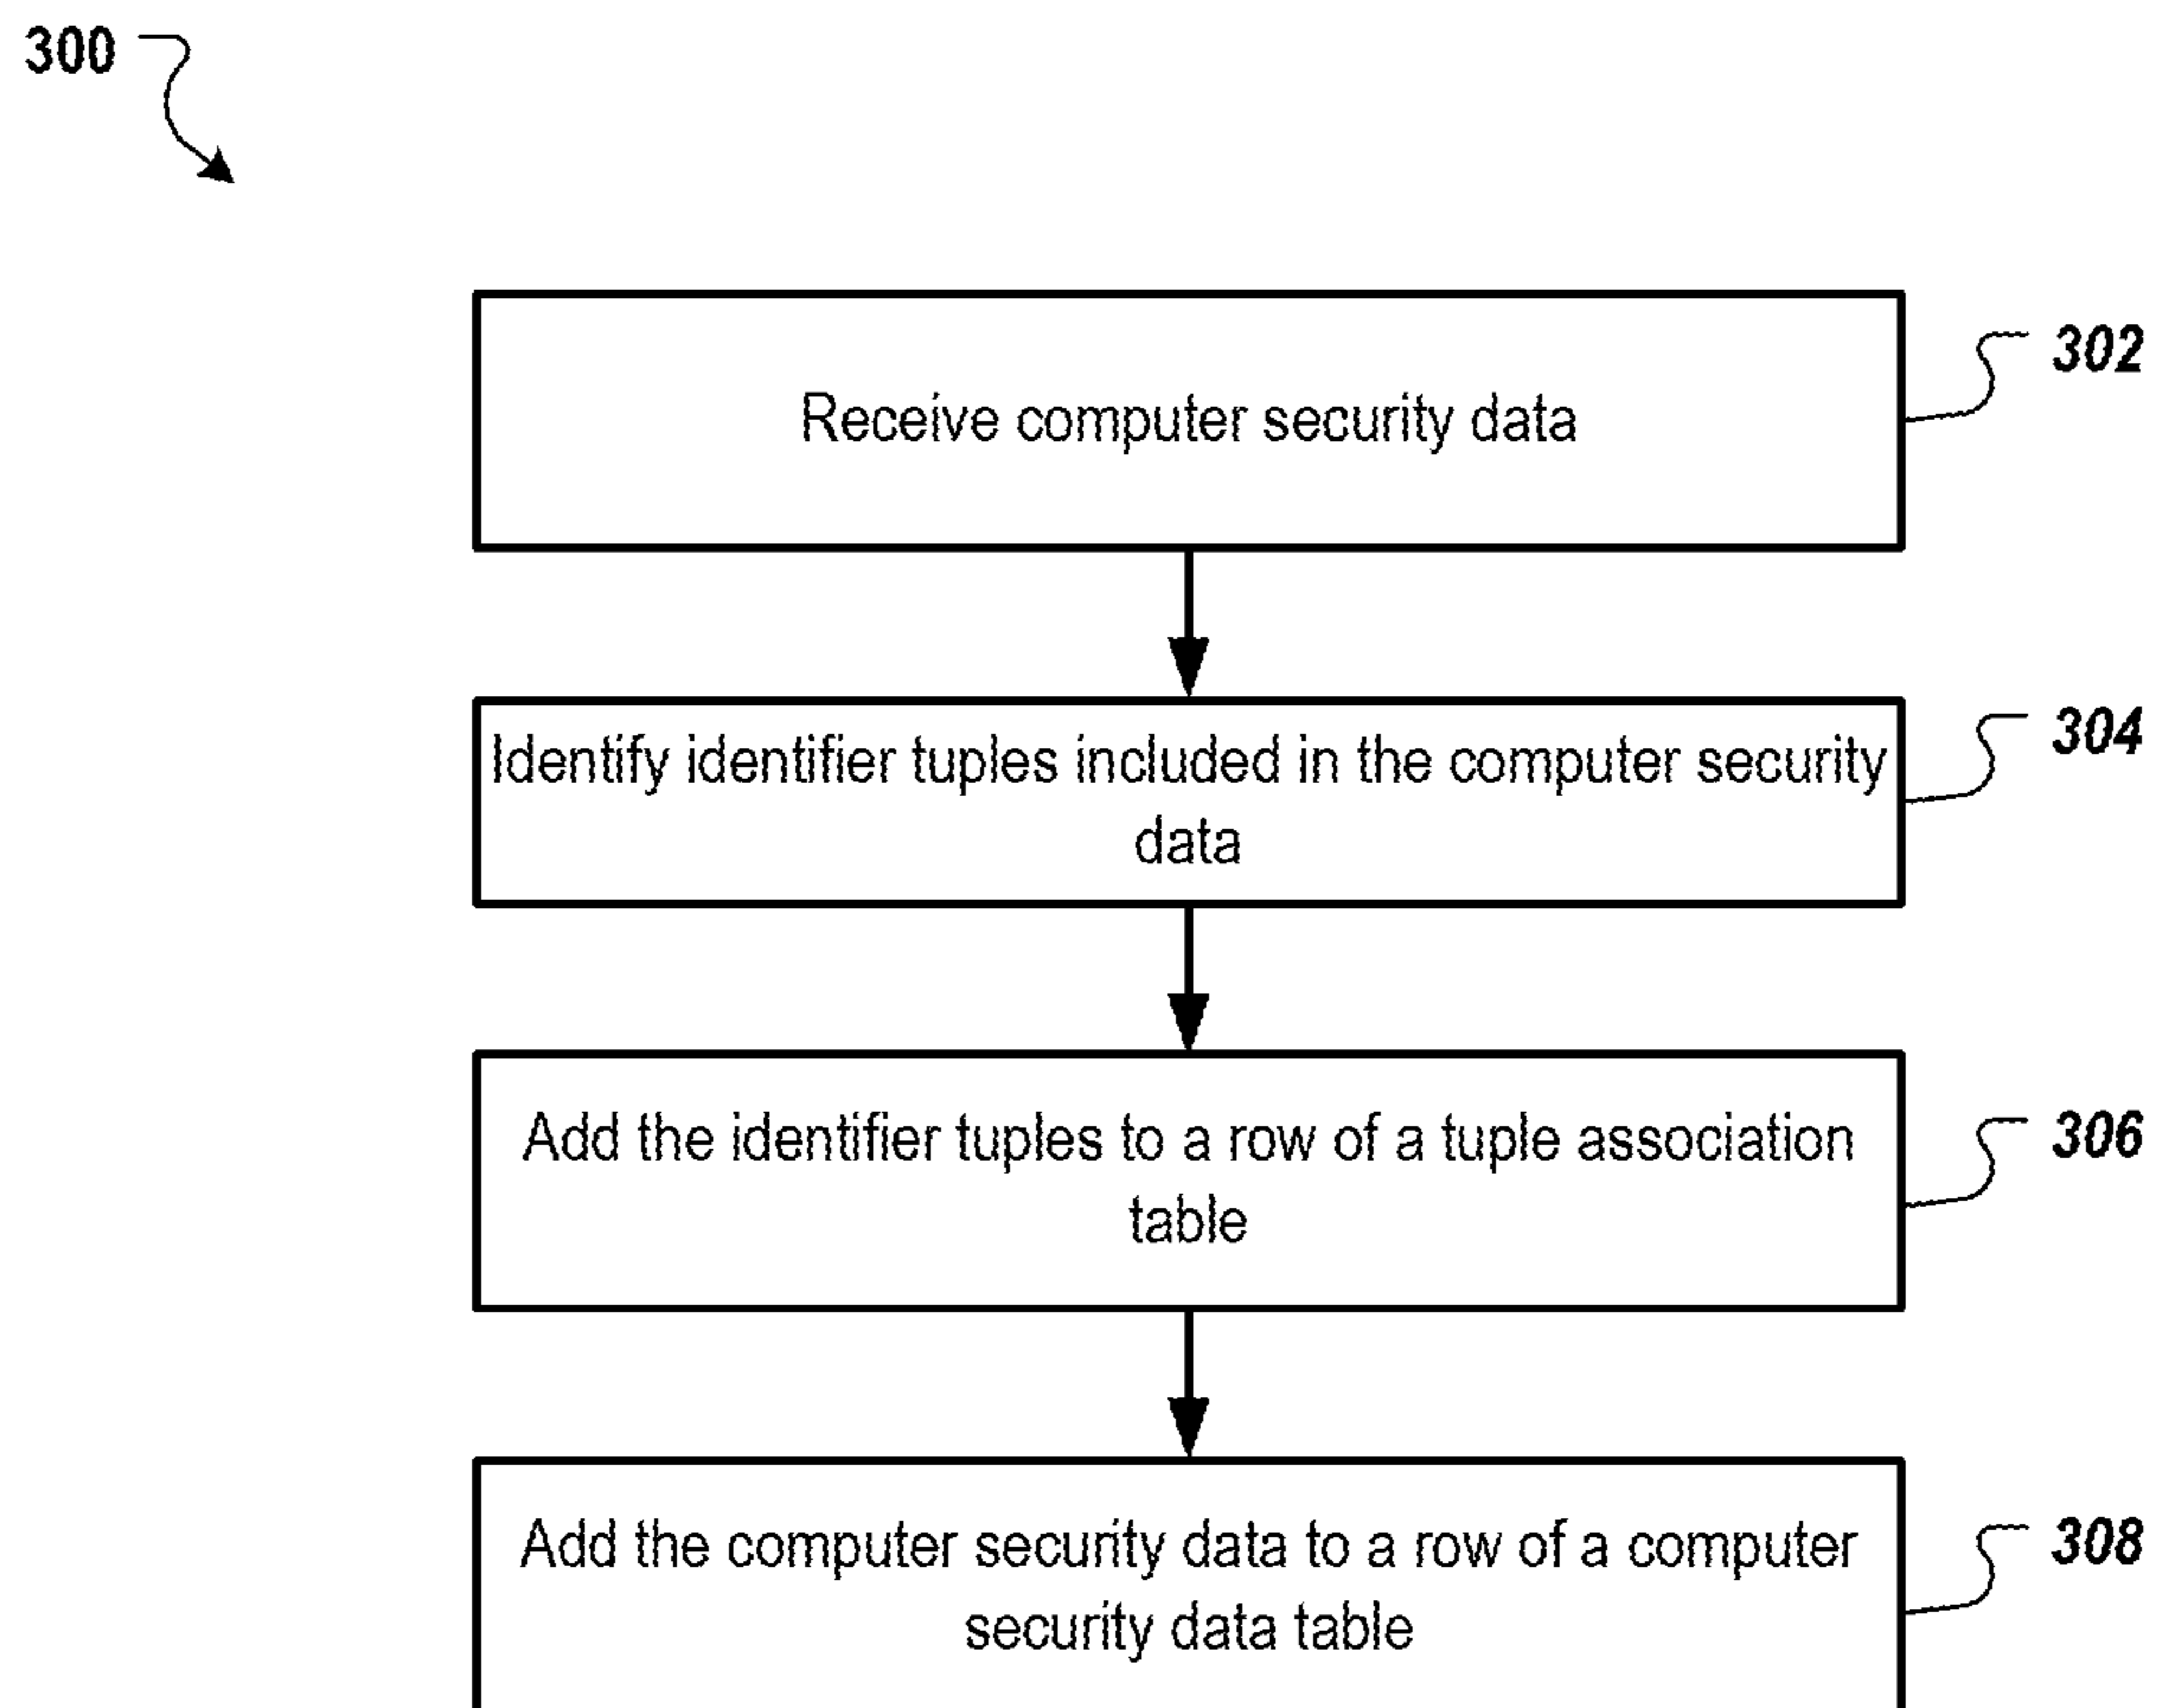 300
Receive computer security data
302
Identify identifier tuples included in the computer security
data
304
Add the identifier tuples to a row of a tuple association
table
306
Add the computer security data to a row of a computer
security data table
308